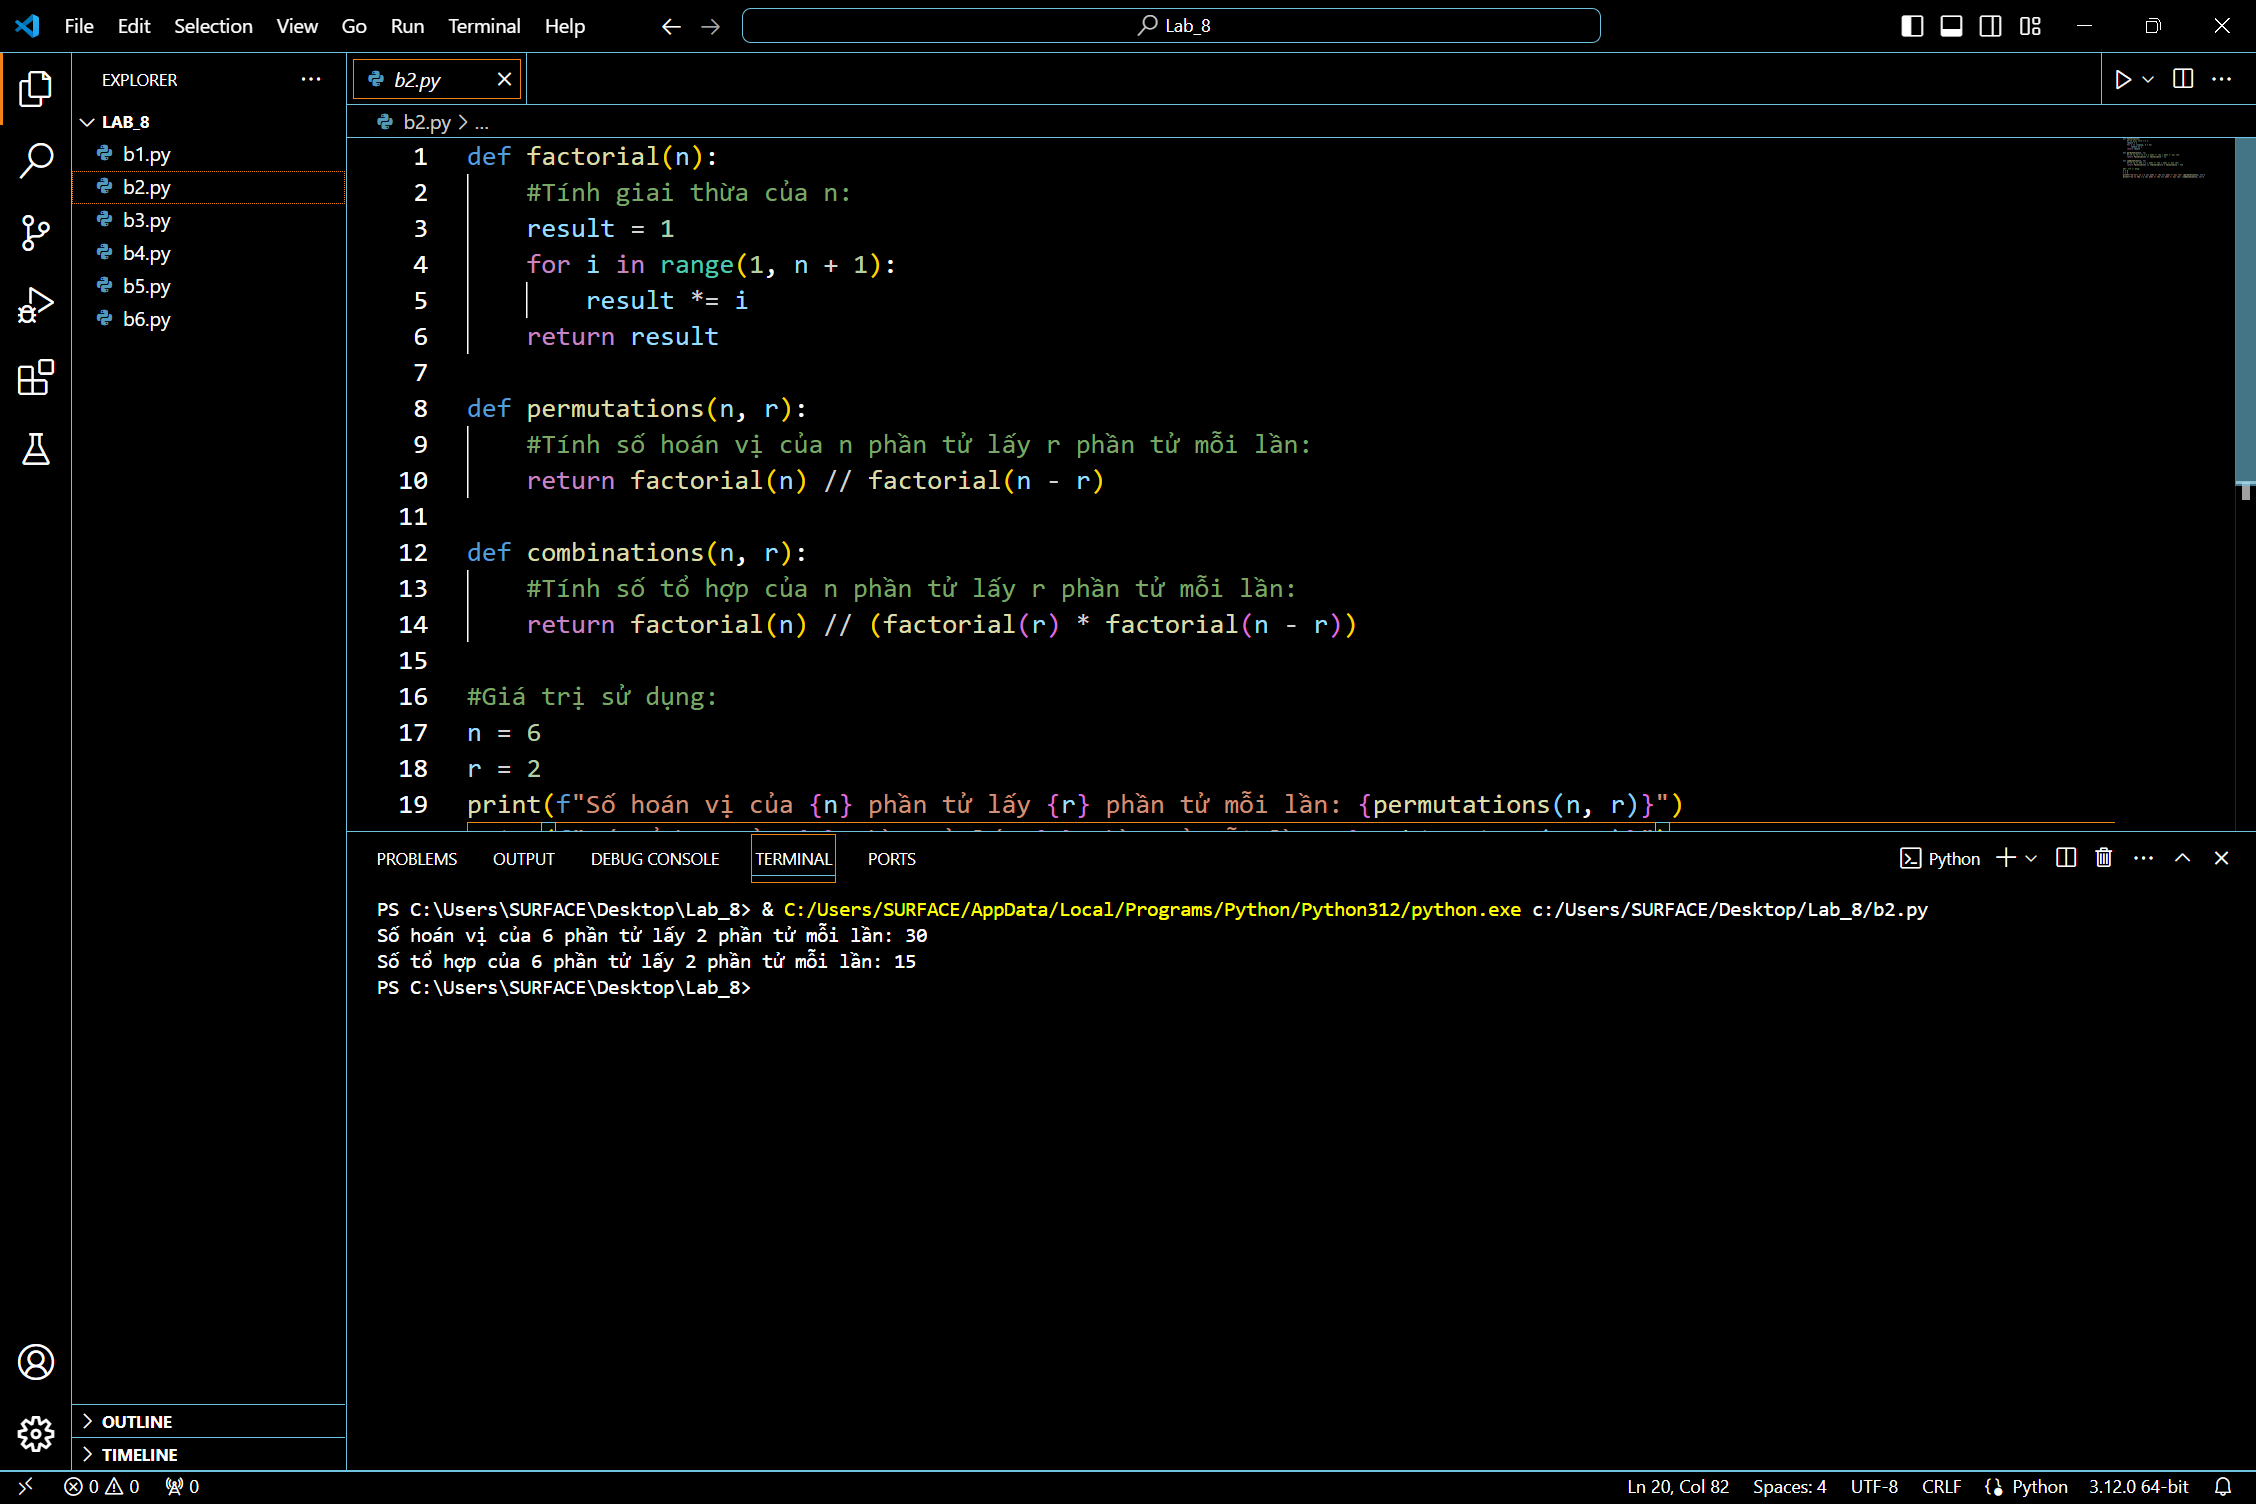 File Edit Selection View Go Run Terminal Help
Lab_8
EXPLORER
LAB_8
b1.py
b2.py
b3.py
b4.py
b5.py
b6.py
OUTLINE
TIMELINE
b2.py
b2.py > ...
1 def factorial(n):
2 #Tính giai thừa của n:
3 result = 1
4 for i in range(1, n + 1):
5 result *= i
6 return result
7
8 def permutations(n, r):
9 #Tính số hoán vị của n phần tử lấy r phần tử mỗi lần:
10 return factorial(n) // factorial(n - r)
11
12 def combinations(n, r):
13 #Tính số tổ hợp của n phần tử lấy r phần tử mỗi lần:
14 return factorial(n) // (factorial(r) * factorial(n - r))
15
16 #Giá trị sử dụng:
17 n = 6
18 r = 2
19 print(f"Số hoán vị của {n} phần tử lấy {r} phần tử mỗi lần: {permutations(n, r)}")
PROBLEMS OUTPUT DEBUG CONSOLE TERMINAL PORTS
Python
PS C:\Users\SURFACE\Desktop\Lab_8> & C:/Users/SURFACE/AppData/Local/Programs/Python/Python312/python.exe c:/Users/SURFACE/Desktop/Lab_8/b2.py
Số hoán vị của 6 phần tử lấy 2 phần tử mỗi lần: 30
Số tổ hợp của 6 phần tử lấy 2 phần tử mỗi lần: 15
PS C:\Users\SURFACE\Desktop\Lab_8>
0 0 0 Ln 20, Col 82 Spaces: 4 UTF-8 CRLF Python 3.12.0 64-bit